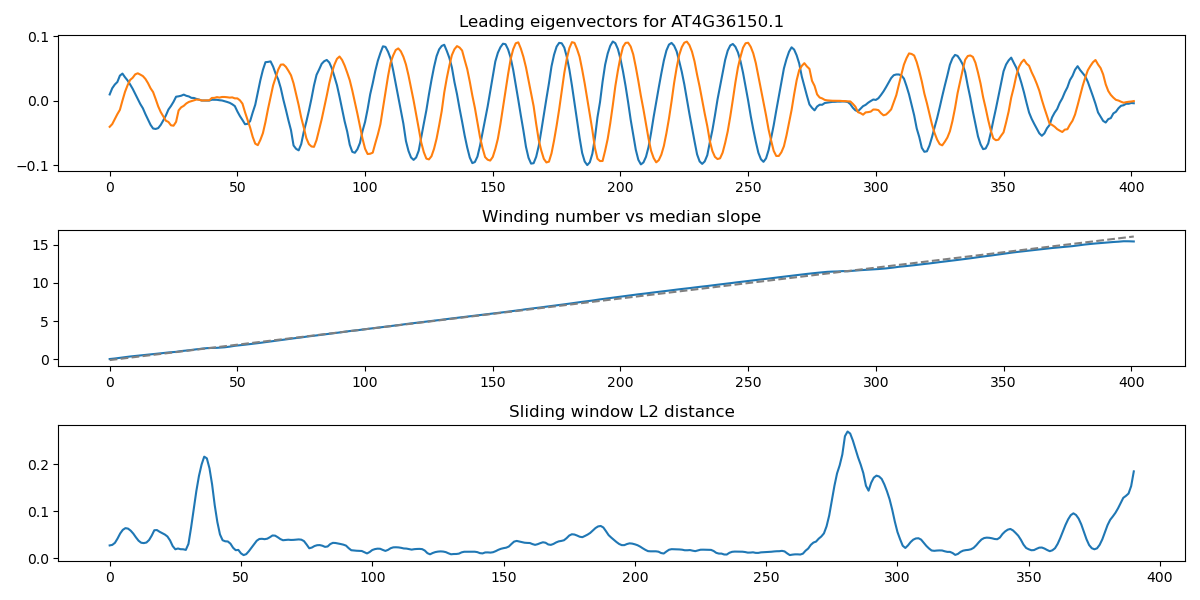 Leading eigenvectors for AT4G36150.1
0.1
0.0
−0.1
0 50 100 150 200 250 300 350 400
Winding number vs median slope
15
10
5
0
0 50 100 150 200 250 300 350 400
Sliding window L2 distance
0.2
0.1
0.0
0 50 100 150 200 250 300 350 400